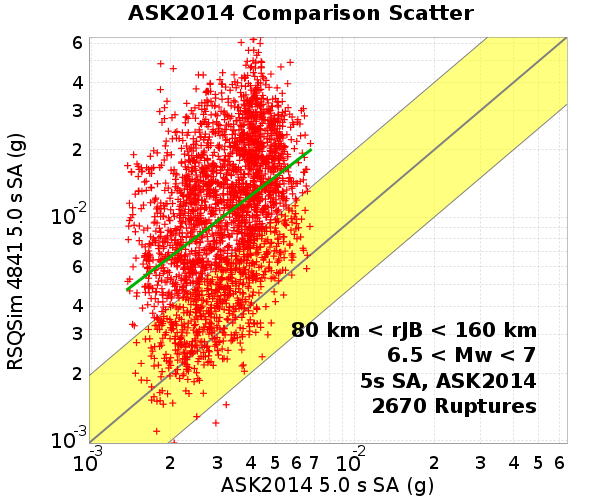 ASK2014 Comparison Scatter
RSQSim 4841 5.0 s SA (g)
6
4
3
2
10-2
8
6
4
3
2
10-3
80 km < rJB < 160 km
6.5 < Mw < 7
5s SA, ASK2014
2670 Ruptures
10-3 2 3 4 5 6 7 10-2 2 3 4 5 6
ASK2014 5.0 s SA (g)